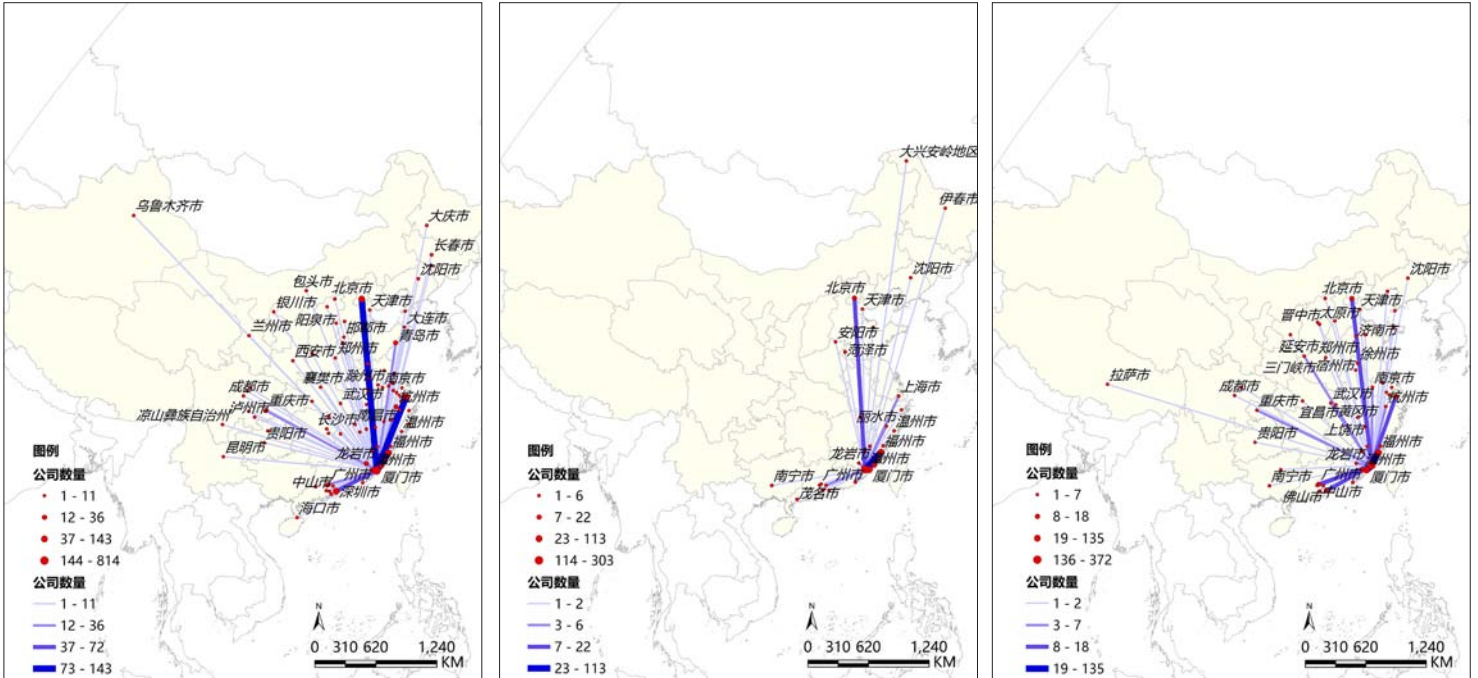 乌鲁木齐市
大庆市
长春市
沈阳市
包头市
北京市
银川市
天津市
阳泉市
大连市
兰州市
邯郸市
青岛市
西安市
郑州市
襄樊市
滁州市
南京市
成都市
武汉市
杭州市
泸州市
重庆市
凉山彝族自治州
长沙市
南昌市
温州市
贵阳市
福州市
昆明市
龙岩市
广州市
厦门市
中山市
深圳市
海口市
图例
公司数量
1 - 11
12 - 36
37 - 143
144 - 814
公司数量
1 - 11
12 - 36
37 - 72
73 - 143
N
0 310 620 1,240
KM
大兴安岭地区
伊春市
沈阳市
北京市
天津市
安阳市
菏泽市
上海市
丽水市
温州市
福州市
龙岩市
南宁市
广州市
厦门市
茂名市
图例
公司数量
1 - 6
7 - 22
23 - 113
114 - 303
公司数量
1 - 2
3 - 6
7 - 22
23 - 113
N
0 310 620 1,240
KM
沈阳市
北京市
天津市
晋中市
太原市
济南市
延安市
郑州市
徐州市
三门峡市
宿州市
拉萨市
成都市
南京市
重庆市
武汉市
杭州市
宜昌市
黄冈市
贵阳市
上饶市
福州市
龙岩市
南宁市
广州市
厦门市
佛山市
中山市
图例
公司数量
1 - 7
8 - 18
19 - 135
136 - 372
公司数量
1 - 2
3 - 7
8 - 18
19 - 135
N
0 310 620 1,240
KM